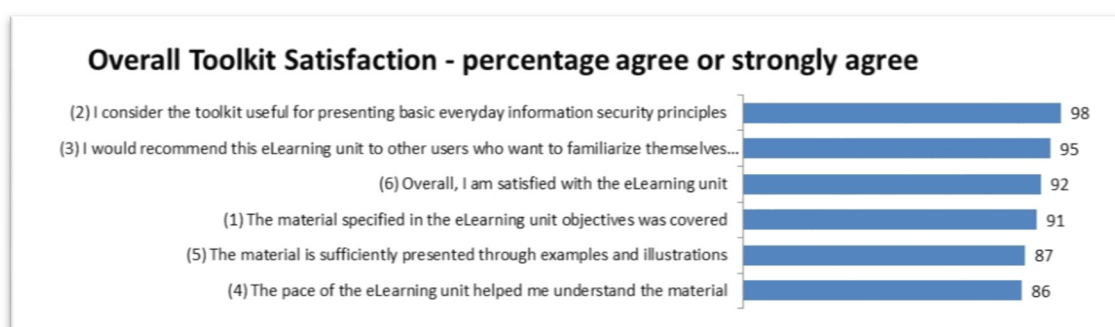 Overall Toolkit Satisfaction - percentage agree or strongly agree
(2) I consider the toolkit useful for presenting basic everyday information security principles 98
(3) I would recommend this eLearning unit to other users who want to familiarize themselves... 95
(6) Overall, I am satisfied with the eLearning unit 92
(1) The material specified in the eLearning unit objectives was covered 91
(5) The material is sufficiently presented through examples and illustrations 87
(4) The pace of the eLearning unit helped me understand the material 86